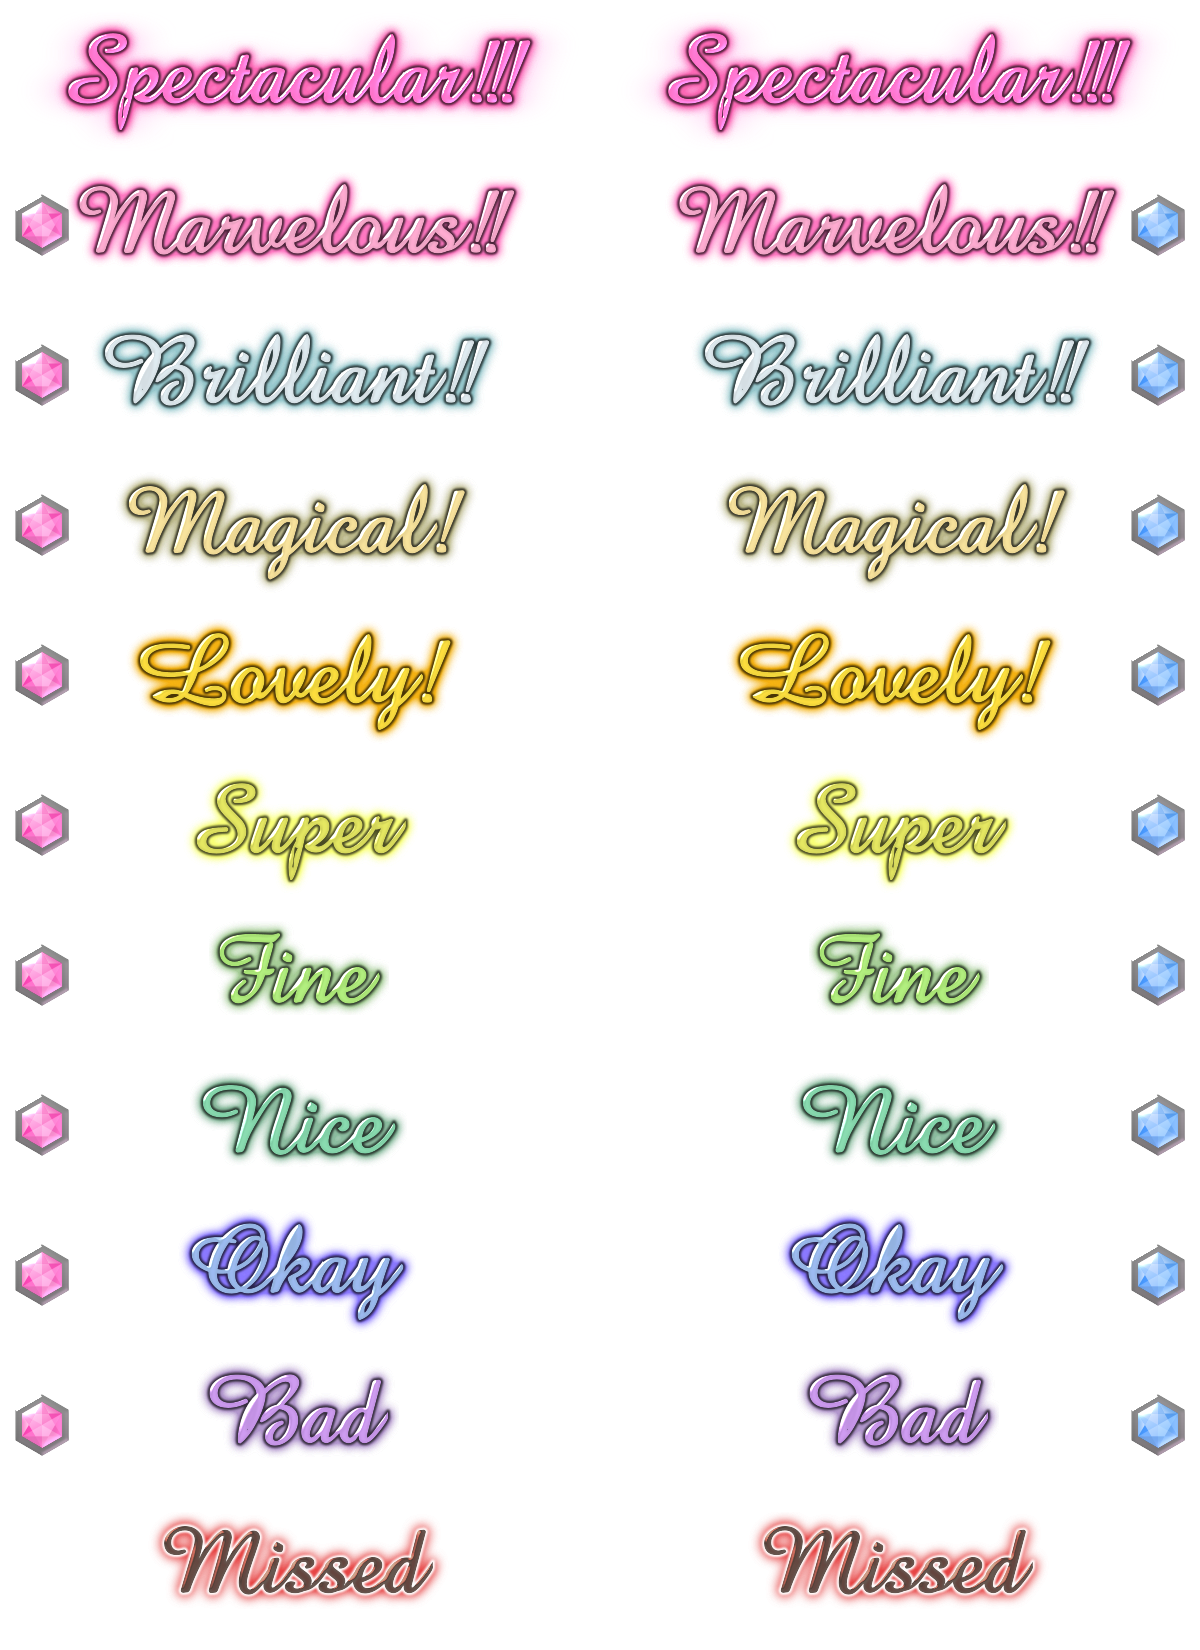 Spectacular!!! Spectacular!!!
Marvelous!! Marvelous!!
Brilliant!! Brilliant!!
Magical! Magical!
Lovely! Lovely!
Super Super
Fine Fine
Nice Nice
Okay Okay
Bad Bad
Missed Missed